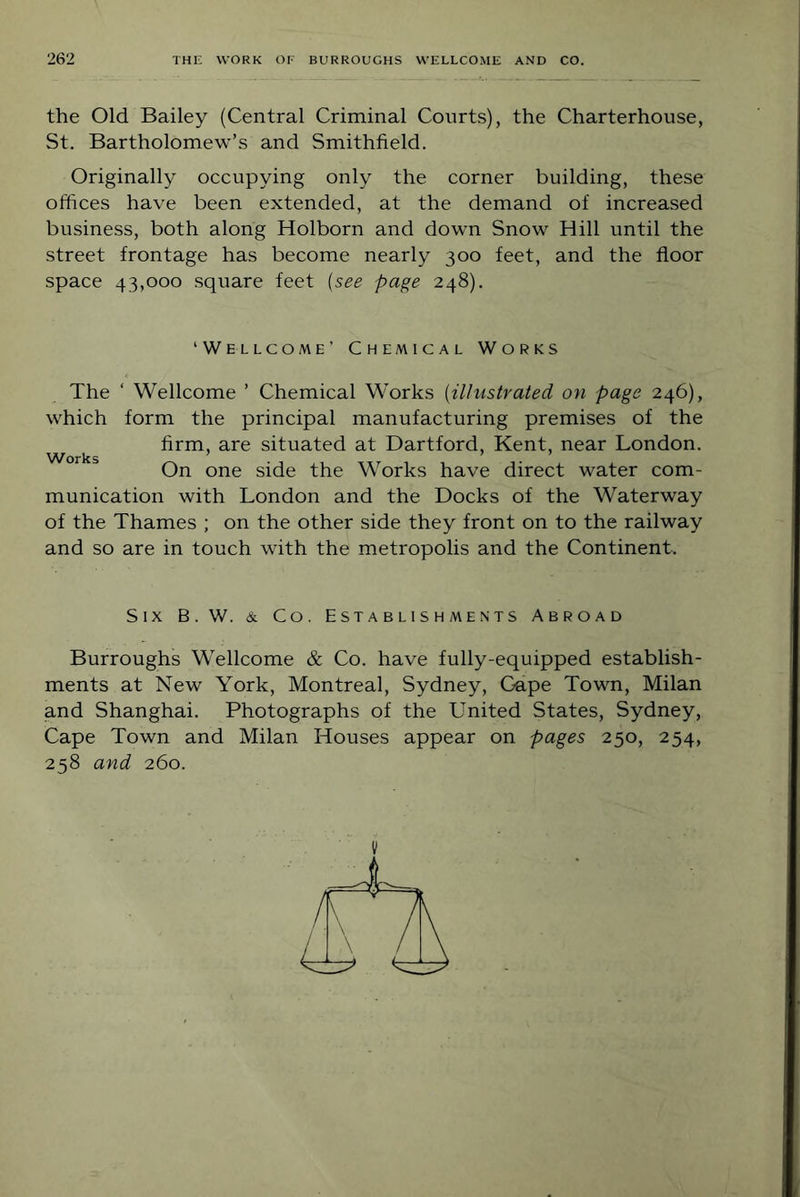 262 THE WORK OF BURROUGHS WELLCOME AND CO.
the Old Bailey (Central Criminal Courts), the Charterhouse,
St. Bartholomew's and Smithfield.
Originally occupying only the corner building, these
offices have been extended, at the demand of increased
business, both along Holborn and down Snow Hill until the
street frontage has become nearly 300 feet, and the floor
space 43,000 square feet (see page 248).
'WELLCOME' CHEMICAL WORKS
The ' Wellcome ' Chemical Works (illustrated on page 246),
which form the principal manufacturing premises of the
Works
firm, are situated at Dartford, Kent, near London.
On one side the Works have direct water com-
munication with London and the Docks of the Waterway
of the Thames ; on the other side they front on to the railway
and so are in touch with the metropolis and the Continent.
SIX B. W. & CO. ESTABLISHMENTS ABROAD
Burroughs Wellcome & Co. have fully-equipped establish-
ments at New York, Montreal, Sydney, Cape Town, Milan
and Shanghai. Photographs of the United States, Sydney,
Cape Town and Milan Houses appear on pages 250, 254,
258 and 260.